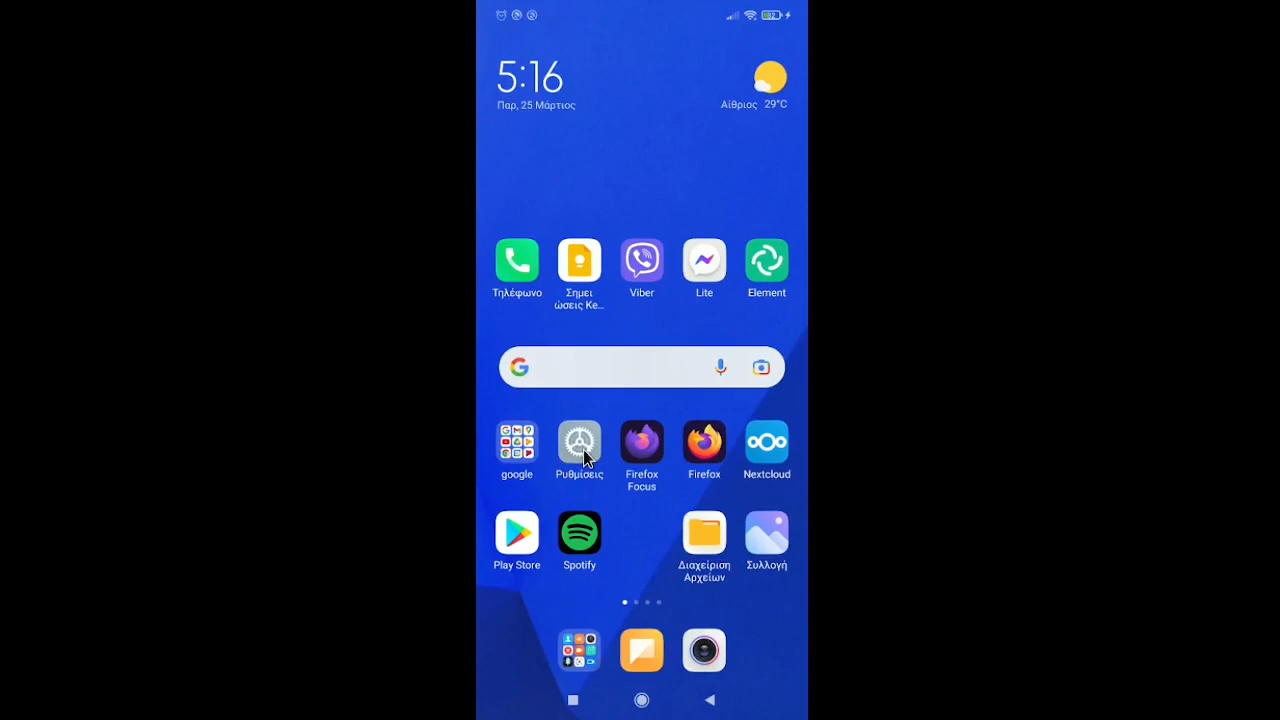 5:16
Παρ, 25 Μάρτιος
Αίθριος 29°C
Τηλέφωνο
Σημει
ώσεις Ke...
Viber
Lite
Element
google
Ρυθμίσεις
Firefox
Focus
Firefox
Nextcloud
Play Store
Spotify
Διαχείριση
Αρχείων
Συλλογή